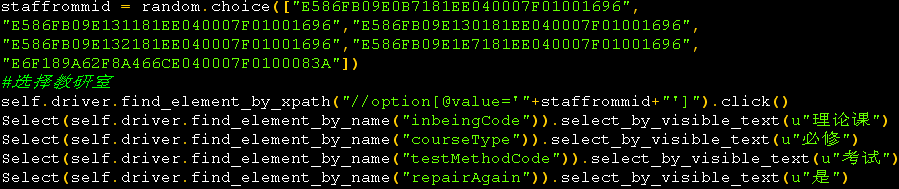 staffrommid = random.choice(["E586FB09E0B7181EE040007F01001696",
"E586FB09E131181EE040007F01001696","E586FB09E130181EE040007F01001696",
"E586FB09E132181EE040007F01001696","E586FB09E1E7181EE040007F01001696",
"E6F189A62F8A466CE040007F0100083A"])
#选择教研室
self.driver.find_element_by_xpath("//option[@value='"+staffrommid+"']").click()
Select(self.driver.find_element_by_name("inbeingCode")).select_by_visible_text(u"理论课")
Select(self.driver.find_element_by_name("courseType")).select_by_visible_text(u"必修")
Select(self.driver.find_element_by_name("testMethodCode")).select_by_visible_text(u"考试")
Select(self.driver.find_element_by_name("repairAgain")).select_by_visible_text(u"是")